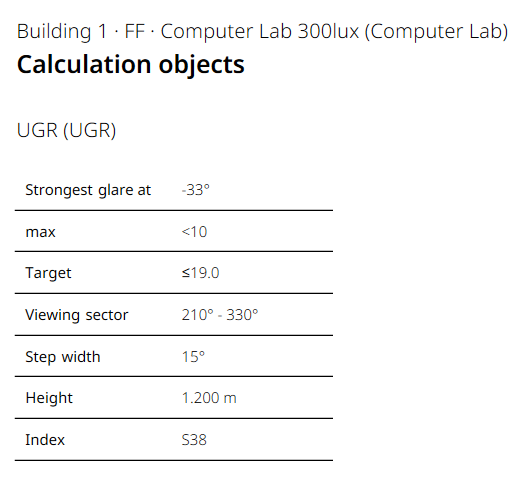 Building 1 · FF · Computer Lab 300lux (Computer Lab)
Calculation objects
UGR (UGR)
Strongest glare at -33°
max <10
Target ≤19.0
Viewing sector 210° - 330°
Step width 15°
Height 1.200 m
Index S38